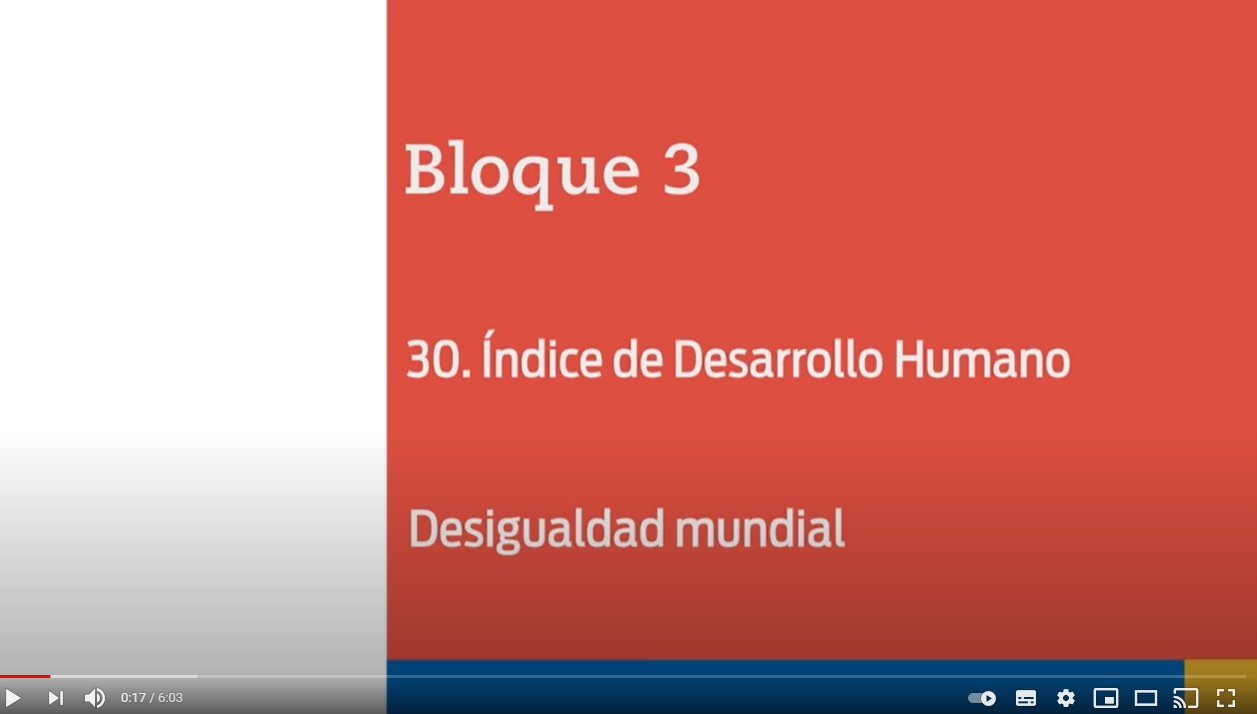 Bloque 3
30. Índice de Desarrollo Humano
Desigualdad mundial
0:17 / 6:03